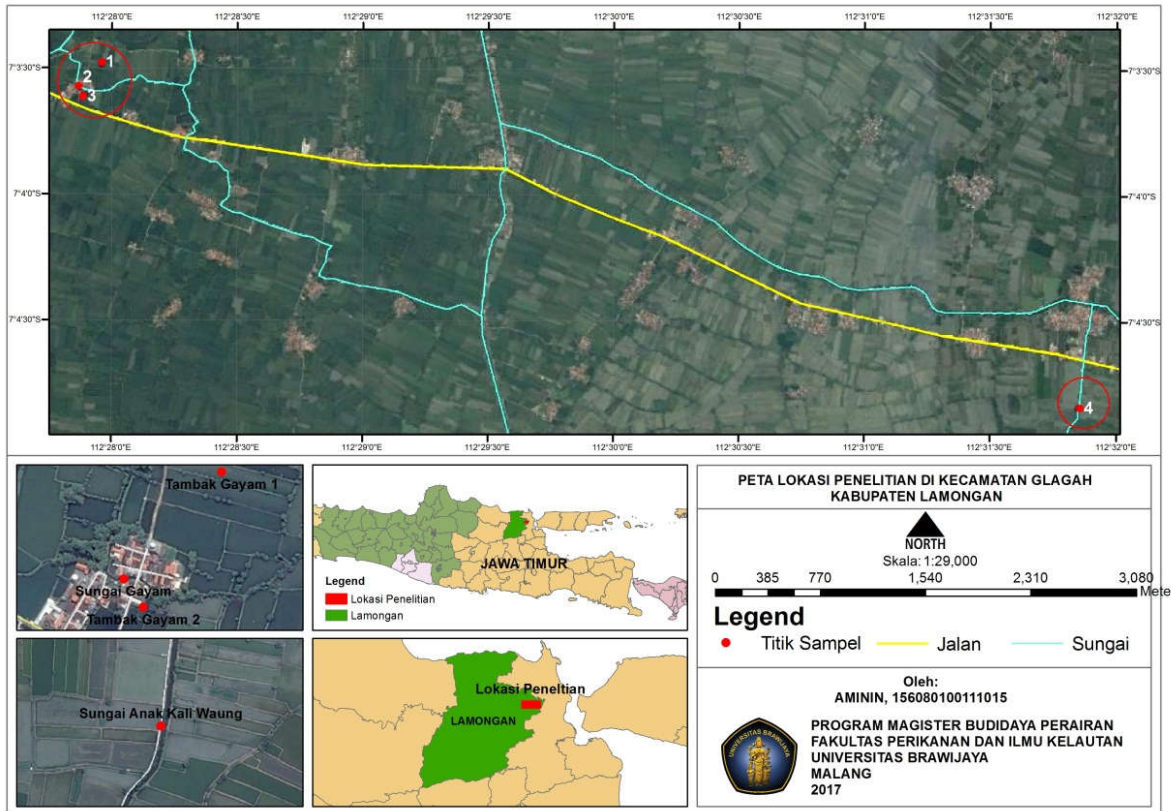 112°28'0"E 112°28'30"E 112°29'0"E 112°29'30"E 112°30'0"E 112°30'30"E 112°31'0"E 112°31'30"E 112°32'0"E
7°3'30"S
7°3'30"S
1
2
3
7°4'0"S
7°4'0"S
7°4'30"S
7°4'30"S
4
112°28'0"E 112°28'30"E 112°29'0"E 112°29'30"E 112°30'0"E 112°30'30"E 112°31'0"E 112°31'30"E 112°32'0"E
Tambak Gayam 1
Sungai Gayam
Tambak Gayam 2
Sungai Anak Kali Waung
JAWA TIMUR
Legend
Lokasi Penelitian
Lamongan
Lokasi Peneltian
LAMONGAN
PETA LOKASI PENELITIAN DI KECAMATAN GLAGAH
KABUPATEN LAMONGAN
NORTH
Skala: 1:29,000
0 385 770 1,540 2,310 3,080
Mete
Legend
Titik Sampel Jalan Sungai
Oleh:
AMININ, 156080100111015
UNIVERSITAS BRAWIJAYA
PROGRAM MAGISTER BUDIDAYA PERAIRAN
FAKULTAS PERIKANAN DAN ILMU KELAUTAN
UNIVERSITAS BRAWIJAYA
MALANG
2017